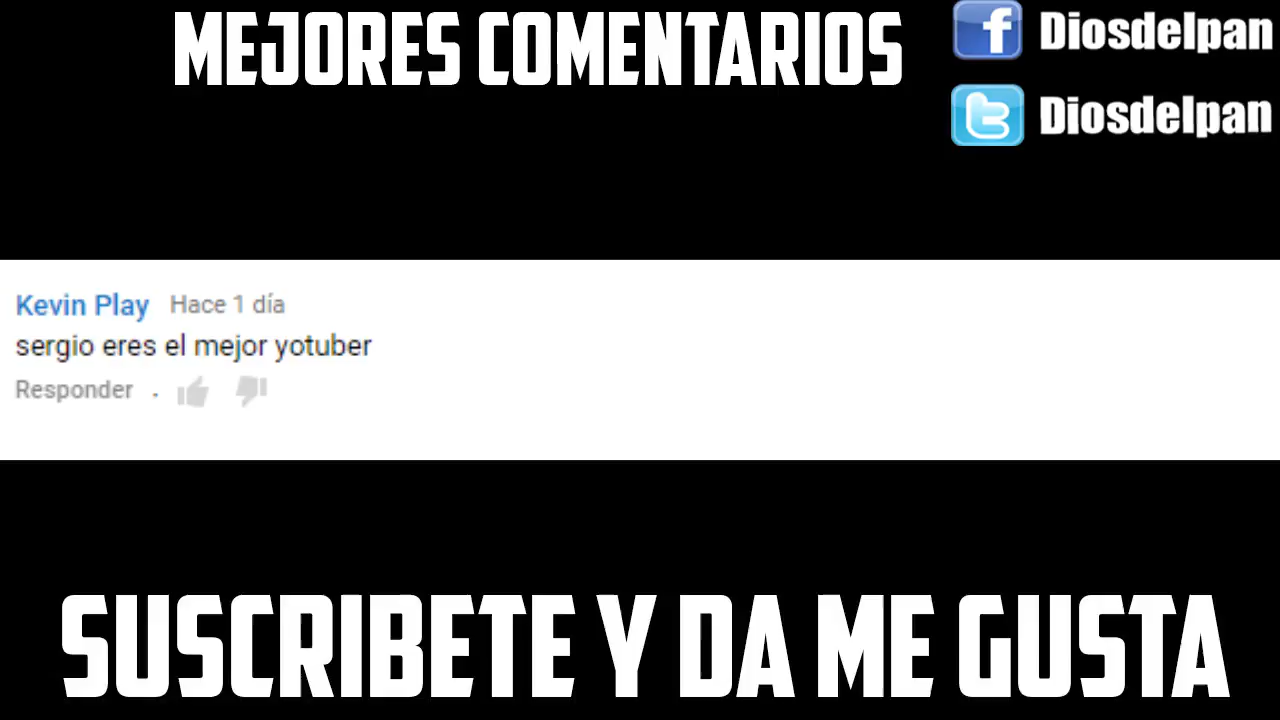 MEJORES COMENTARIOS
Diosdelpan
Diosdelpan
Kevin Play Hace 1 día
sergio eres el mejor yotuber
Responder .
SUSCRIBETE Y DA ME GUSTA